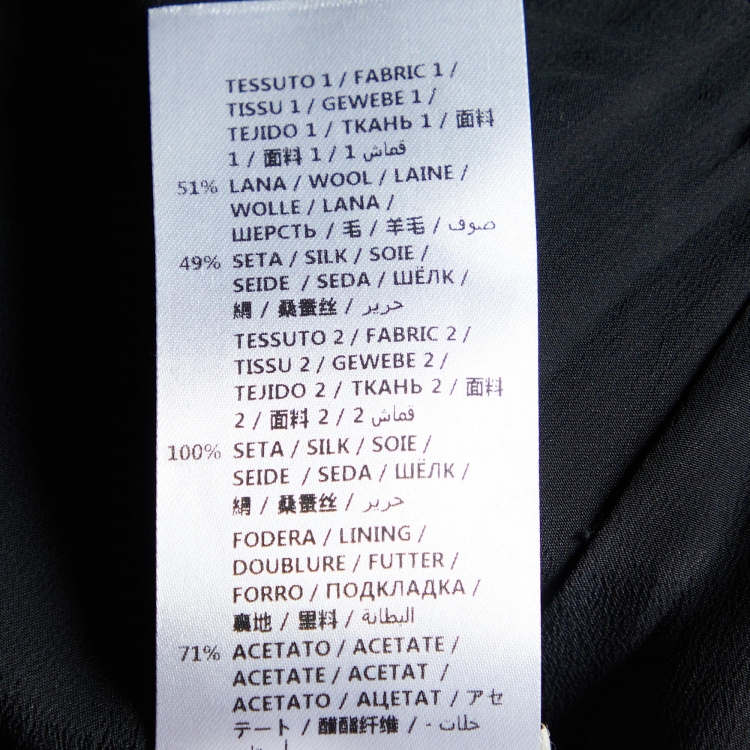 TESSUTO 1 / FABRIC 1 /
TISSU 1 / GEWEBE 1 /
TEJIDO 1 / ТКАНЬ 1 / 面料
1 / 面料 1 / 1 قماش
51% LANA / WOOL / LAINE /
WOLLE / LANA /
ШЕРСТЬ / 毛 / 羊毛 / صوف
49% SETA / SILK / SOIE /
SEIDE / SEDA / ШЁЛК /
絹 / 桑蚕丝 / حرير
TESSUTO 2 / FABRIC 2 /
TISSU 2 / GEWEBE 2 /
TEJIDO 2 / ТКАНЬ 2 / 面料
2 / 面料 2 / 2 قماش
100% SETA / SILK / SOIE /
SEIDE / SEDA / ШЁЛК /
絹 / 桑蚕丝 / حرير
FODERA / LINING /
DOUBLURE / FUTTER /
FORRO / ПОДКЛАДКА /
裏地 / 里料 / البطانة
71% ACETATO / ACETATE /
ACETATE / ACETAT /
ACETATO / АЦЕТАТ / アセ
テート / 醋酯纤维 / - خلات